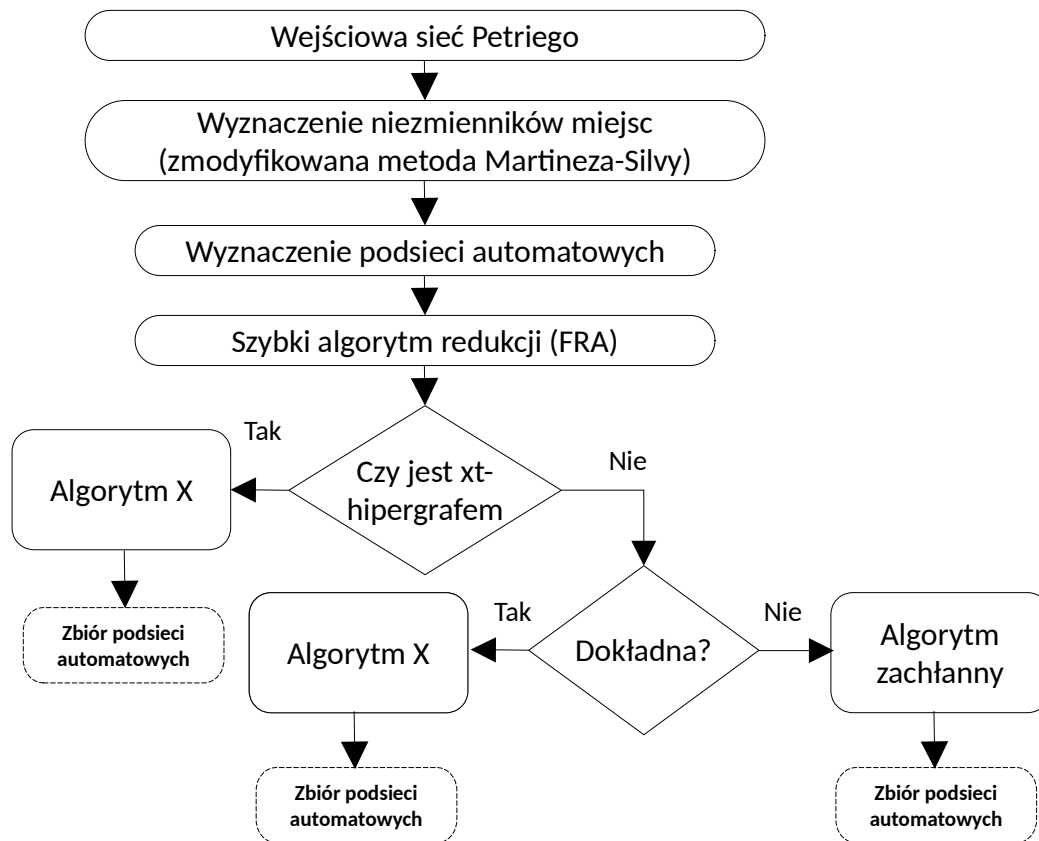 Wejściowa sieć Petriego
Wyznaczenie niezmienników miejsc
(zmodyfikowana metoda Martineza-Silvy)
Wyznaczenie podsieci automatowych
Szybki algorytm redukcji (FRA)
Tak
Czy jest xt-
hipergrafem
Nie
Algorytm X
Zbiór podsieci
automatowych
Tak
Dokładna?
Nie
Algorytm X
Algorytm
zachłanny
Zbiór podsieci
automatowych
Zbiór podsieci
automatowych